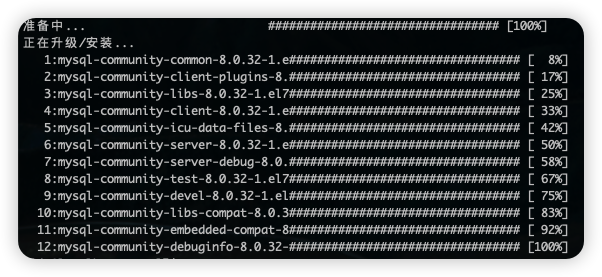 准备中...                          ################################# [100%]
正在升级/安装...
   1:mysql-community-common-8.0.32-1.e################################# [  8%]
   2:mysql-community-client-plugins-8.################################# [ 17%]
   3:mysql-community-libs-8.0.32-1.el7################################# [ 25%]
   4:mysql-community-client-8.0.32-1.e################################# [ 33%]
   5:mysql-community-icu-data-files-8.################################# [ 42%]
   6:mysql-community-server-8.0.32-1.e################################# [ 50%]
   7:mysql-community-server-debug-8.0.################################# [ 58%]
   8:mysql-community-test-8.0.32-1.el7################################# [ 67%]
   9:mysql-community-devel-8.0.32-1.el################################# [ 75%]
  10:mysql-community-libs-compat-8.0.3################################# [ 83%]
  11:mysql-community-embedded-compat-8################################# [ 92%]
  12:mysql-community-debuginfo-8.0.32-################################# [100%]